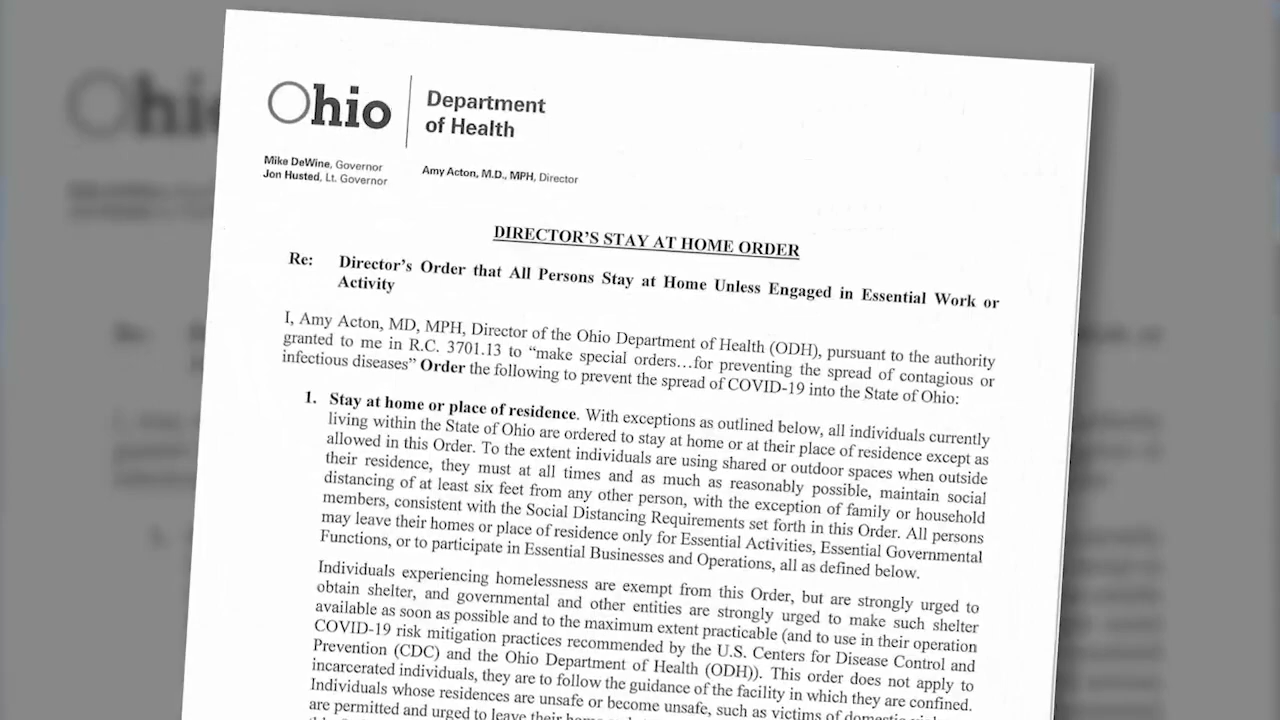 Ohio
Department
of Health
Mike DeWine, Governor
Jon Husted, Lt. Governor
Amy Acton, M.D., MPH, Director
DIRECTOR'S STAY AT HOME ORDER
Re: Director's Order that All Persons Stay at Home Unless Engaged in Essential Work or
Activity
I, Amy Acton, MD, MPH, Director of the Ohio Department of Health (ODH), pursuant to the authority
granted to me in R.C. 3701.13 to “make special orders…for preventing the spread of contagious or
infectious diseases” Order the following to prevent the spread of COVID-19 into the State of Ohio:
1. Stay at home or place of residence. With exceptions as outlined below, all individuals currently
living within the State of Ohio are ordered to stay at home or at their place of residence except as
allowed in this Order. To the extent individuals are using shared or outdoor spaces when outside
their residence, they must at all times and as much as reasonably possible, maintain social
distancing of at least six feet from any other person, with the exception of family or household
members, consistent with the Social Distancing Requirements set forth in this Order. All persons
may leave their homes or place of residence only for Essential Activities, Essential Governmental
Functions, or to participate in Essential Businesses and Operations, all as defined below.
Individuals experiencing homelessness are exempt from this Order, but are strongly urged to
obtain shelter, and governmental and other entities are strongly urged to make such shelter
available as soon as possible and to the maximum extent practicable (and to use in their operation
COVID-19 risk mitigation practices recommended by the U.S. Centers for Disease Control and
Prevention (CDC) and the Ohio Department of Health (ODH)). This order does not apply to
incarcerated individuals, they are to follow the guidance of the facility in which they are confined.
Individuals whose residences are unsafe or become unsafe, such as victims of domestic
are permitted and urged to leave their